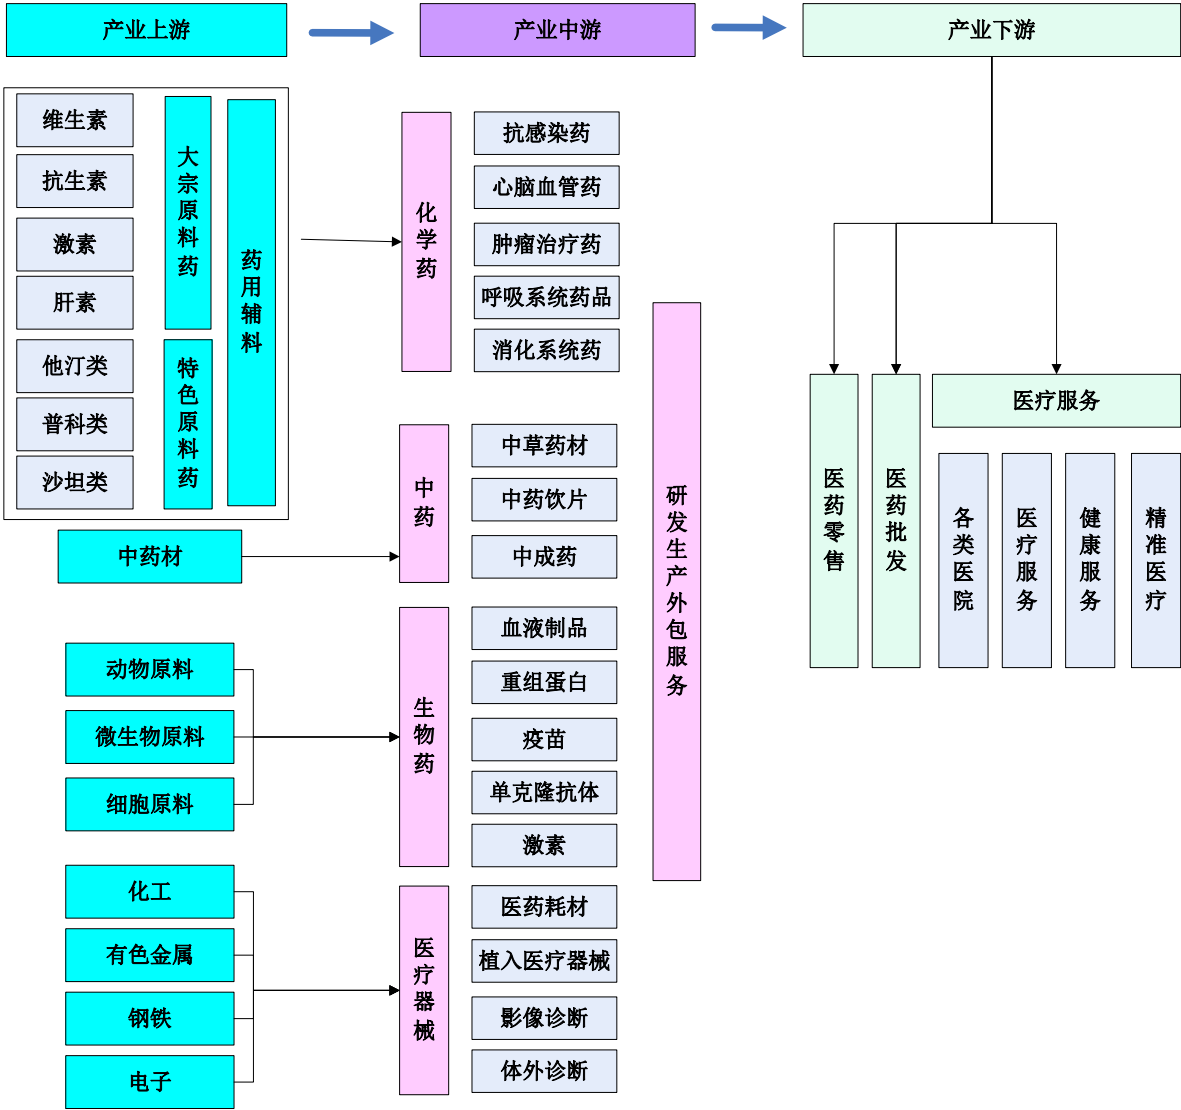 产业上游
产业中游
产业下游
维生素
抗生素
激素
肝素
他汀类
普科类
沙坦类
大宗原料药
特色原料药
药用辅料
中药材
动物原料
微生物原料
细胞原料
化工
有色金属
钢铁
电子
化学药
抗感染药
心脑血管药
肿瘤治疗药
呼吸系统药品
消化系统药
中药
中草药材
中药饮片
中成药
生物药
血液制品
重组蛋白
疫苗
单克隆抗体
激素
医疗器械
医药耗材
植入医疗器械
影像诊断
体外诊断
研发生产外包服务
医药零售
医药批发
医疗服务
各类医院
医疗服务
健康服务
精准医疗